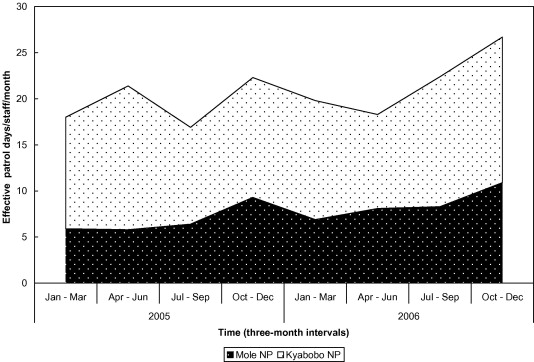 30
25
20
15
10
5
0
Effective patrol days/staff/month
Jan - Mar Apr - Jun Jul - Sep Oct - Dec Jan - Mar Apr - Jun Jul - Sep Oct - Dec
2005 2006
Time (three-month intervals)
Mole NP Kyabobo NP